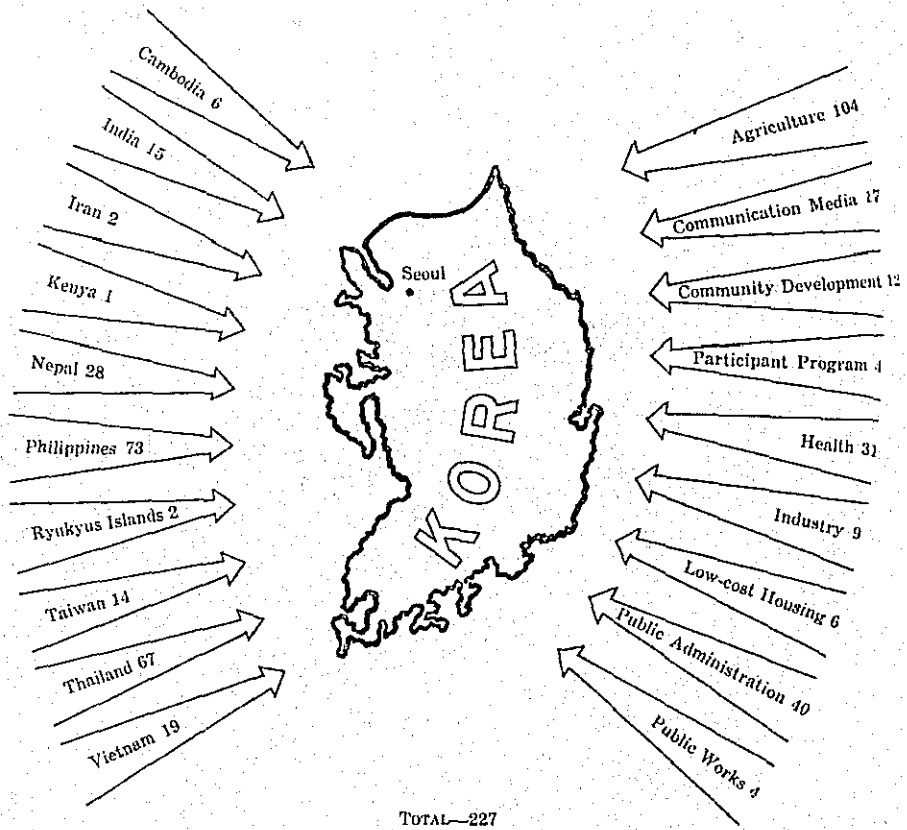 Cambodia 6
India 15
Iran 2
Kenya 1
Nepal 28
Philippines 73
Ryukyus Islands 2
Taiwan 14
Thailand 67
Vietnam 19
Seoul
KOREA
Agriculture 104
Communication Media 17
Community Development 12
Participant Program 4
Health 31
Industry 9
Low-cost Housing 6
Public Administration 40
Public Works 4
TOTAL—227